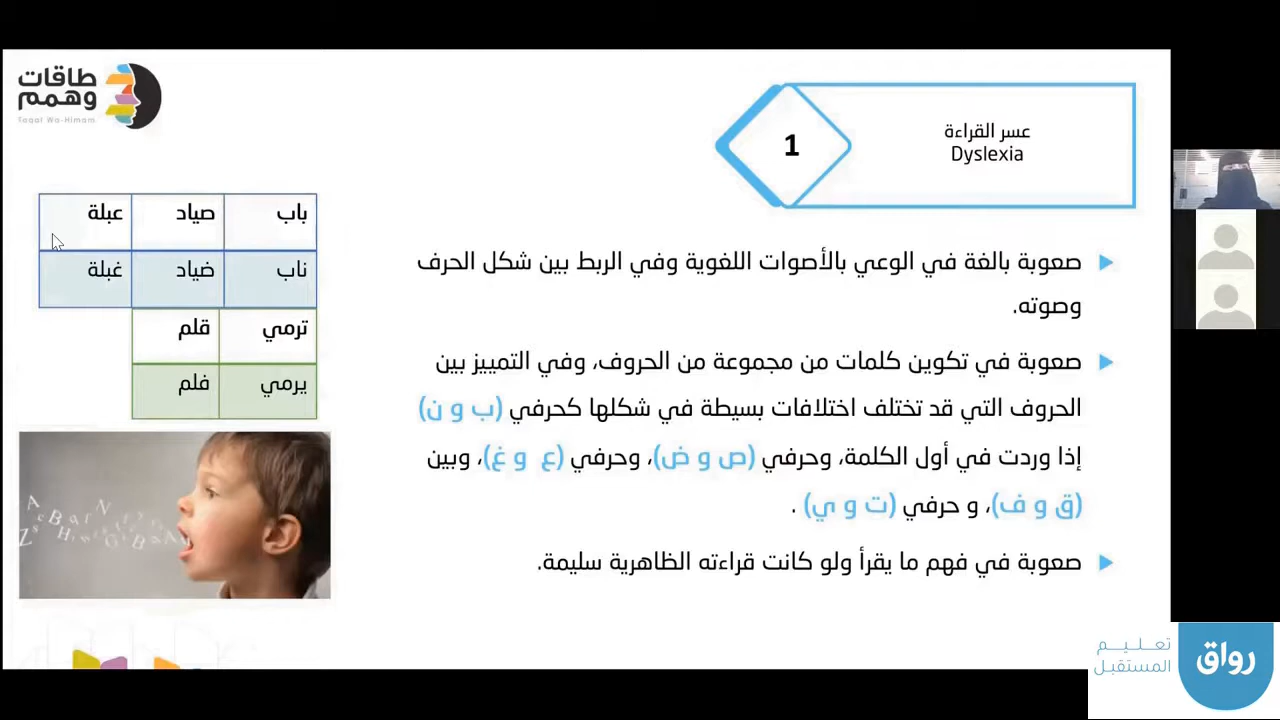 طاقات
وهمم
Taqat Wa-Himam
عسر القراءة
Dyslexia
1
صعوبة بالغة في الوعي بالأصوات اللغوية وفي الربط بين شكل الحرف
وصوته.
صعوبة في تكوين كلمات من مجموعة من الحروف، وفي التمييز بين
الحروف التي قد تختلف اختلافات بسيطة في شكلها كحرفي (ب و ن)
إذا وردت في أول الكلمة، وحرفي (ص و ض)، وحرفي (ع و غ)، وبين
(ق و ف)، و حرفي (ت و ي) .
صعوبة في فهم ما يقرأ ولو كانت قراءته الظاهرية سليمة.
باب صياد عبلة
ناب ضياد غبلة
ترمي قلم
يرمي فلم
تعلـيم
المستقبل
رواق